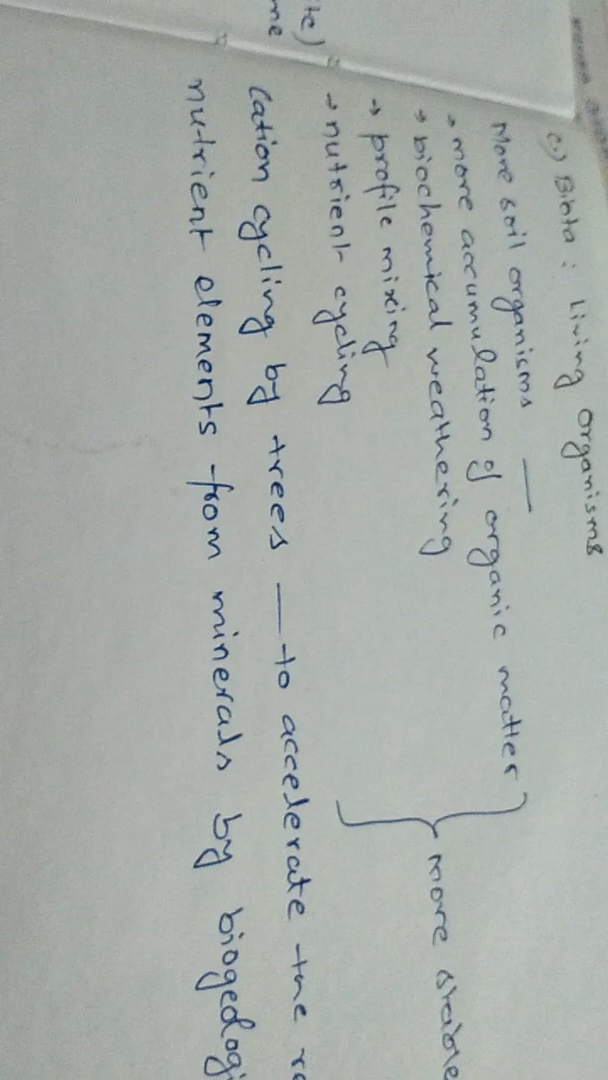 c) Biota : Living organisms
More soil organisms —
→ more accumulation of organic matter
→ biochemical weathering
→ profile mixing
→ nutrient cycling
} more stable
Cation cycling by trees — to accelerate the
nutrient elements from minerals by